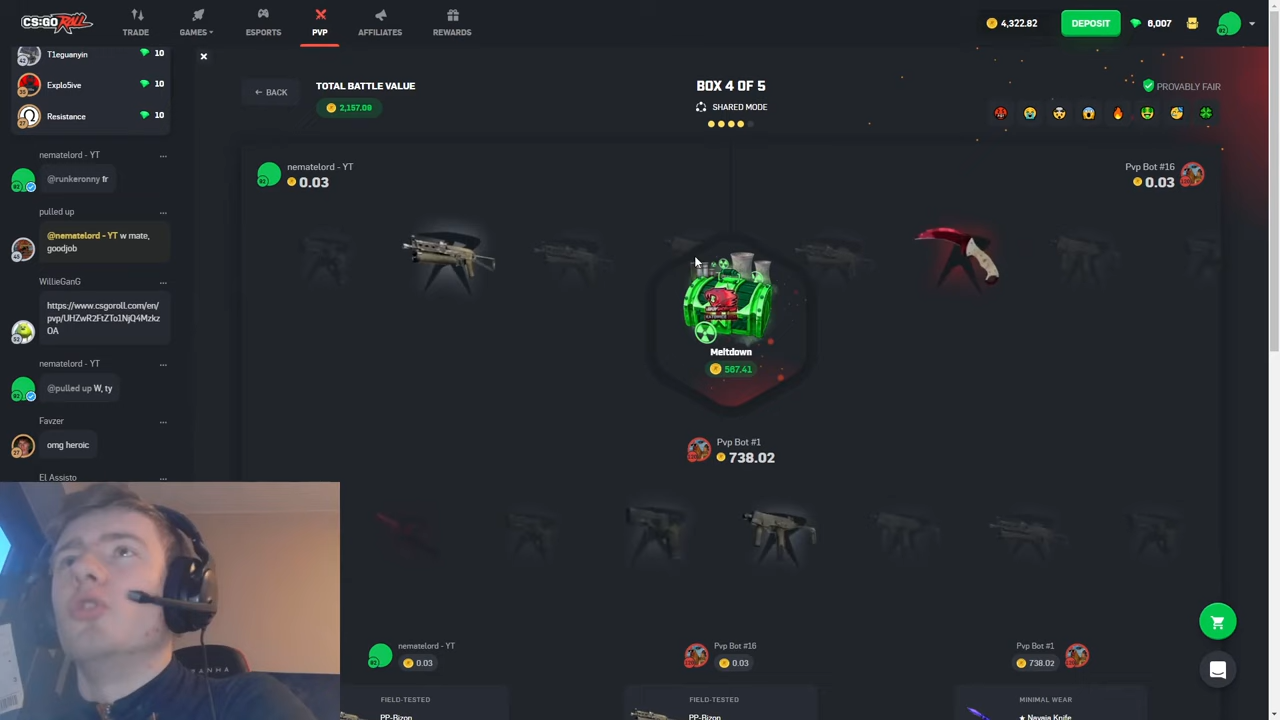 CS:GO ROLL
TRADE
GAMES
ESPORTS
PVP
AFFILIATES
REWARDS
4,322.82
DEPOSIT
6,007
T1eguanyin
10
Explo5ive
10
Resistance
10
← BACK
TOTAL BATTLE VALUE
2,157.09
BOX 4 OF 5
SHARED MODE
PROVABLY FAIR
nematelord - YT
@runkeronny fr
pulled up
@nematelord - YT w mate,
goodjob
WillieGanG
https://www.csgoroll.com/en/
pvp/UHZwR2FtZTo1NjQ4Mzkz
OA
nematelord - YT
@pulled up W, ty
Favzer
omg heroic
El Assisto
nematelord - YT
0.03
Pvp Bot #16
0.03
Meltdown
567.41
Pvp Bot #1
738.02
nematelord - YT
0.03
Pvp Bot #16
0.03
Pvp Bot #1
738.02
FIELD-TESTED
PP-Bizon
FIELD-TESTED
PP-Bizon
MINIMAL WEAR
★ Navaja Knife